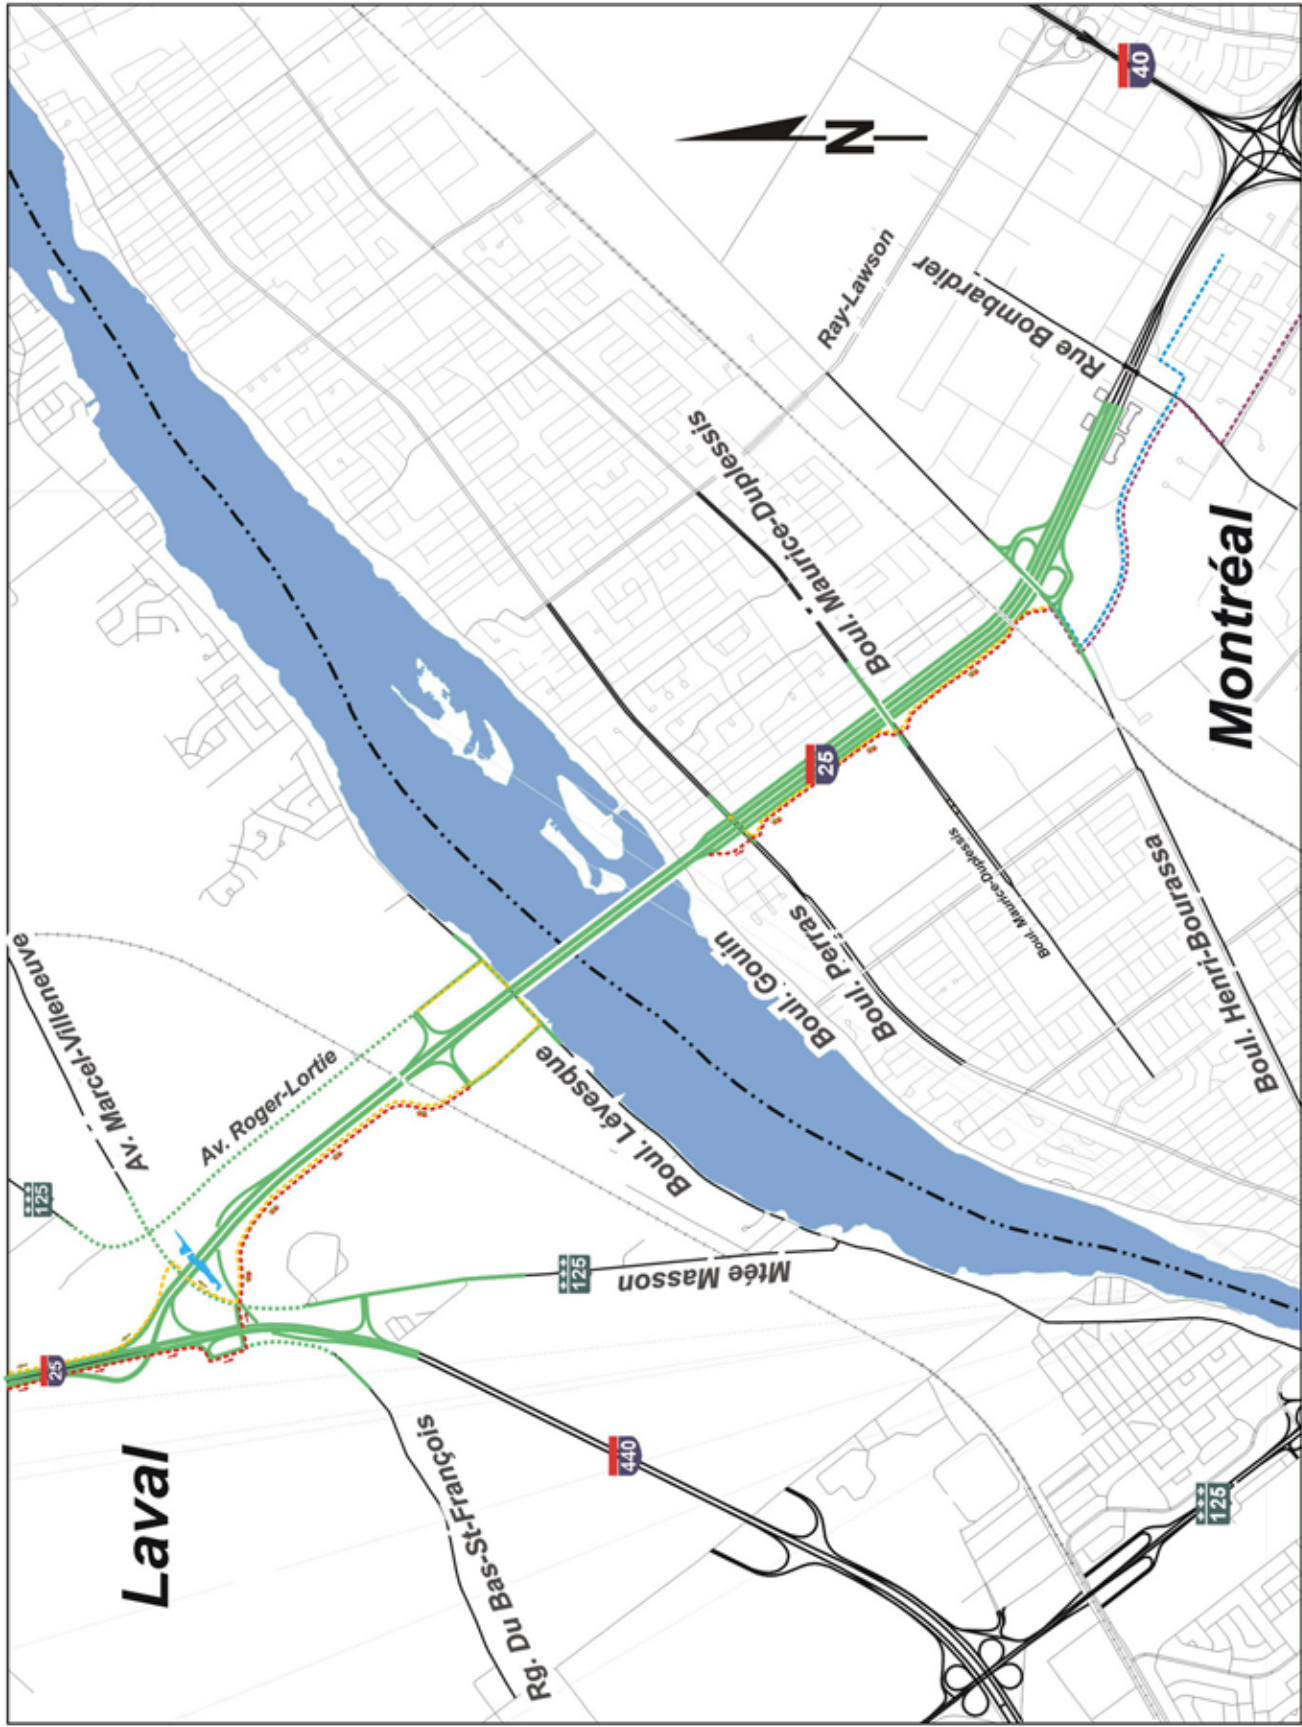 Laval
Montréal
N
25
440
125
125
125
25
40
Av. Marcel-Villeneuve
Av. Roger-Lortie
Rg. Du Bas-St-François
Mtée Masson
Boul. Lévesque
Boul. Gouin
Boul. Perras
Boul. Maurice-Duplessis
Boul. Maurice-Duplessis
Boul. Henri-Bourassa
Ray-Lawson
Rue Bombardier